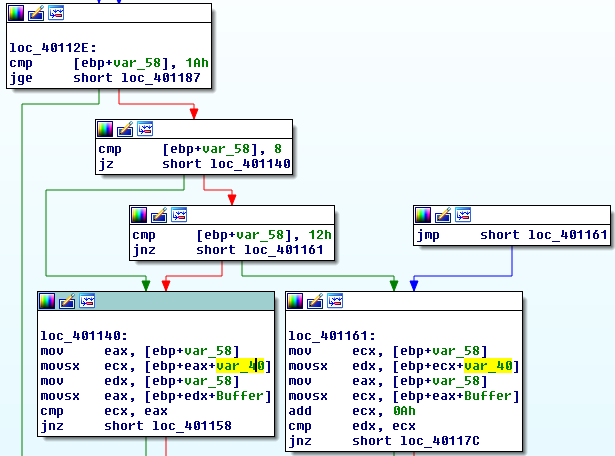 loc_40112E:
cmp [ebp+var_58], 1Ah
jge short loc_401187
cmp [ebp+var_58], 8
jz short loc_401140
cmp [ebp+var_58], 12h
jnz short loc_401161
jmp short loc_401161
loc_401140:
mov eax, [ebp+var_58]
movsx ecx, [ebp+eax+var_40]
mov edx, [ebp+var_58]
movsx eax, [ebp+edx+Buffer]
cmp ecx, eax
jnz short loc_401158
loc_401161:
mov ecx, [ebp+var_58]
movsx edx, [ebp+ecx+var_40]
mov eax, [ebp+var_58]
movsx ecx, [ebp+eax+Buffer]
add ecx, 0Ah
cmp edx, ecx
jnz short loc_40117C